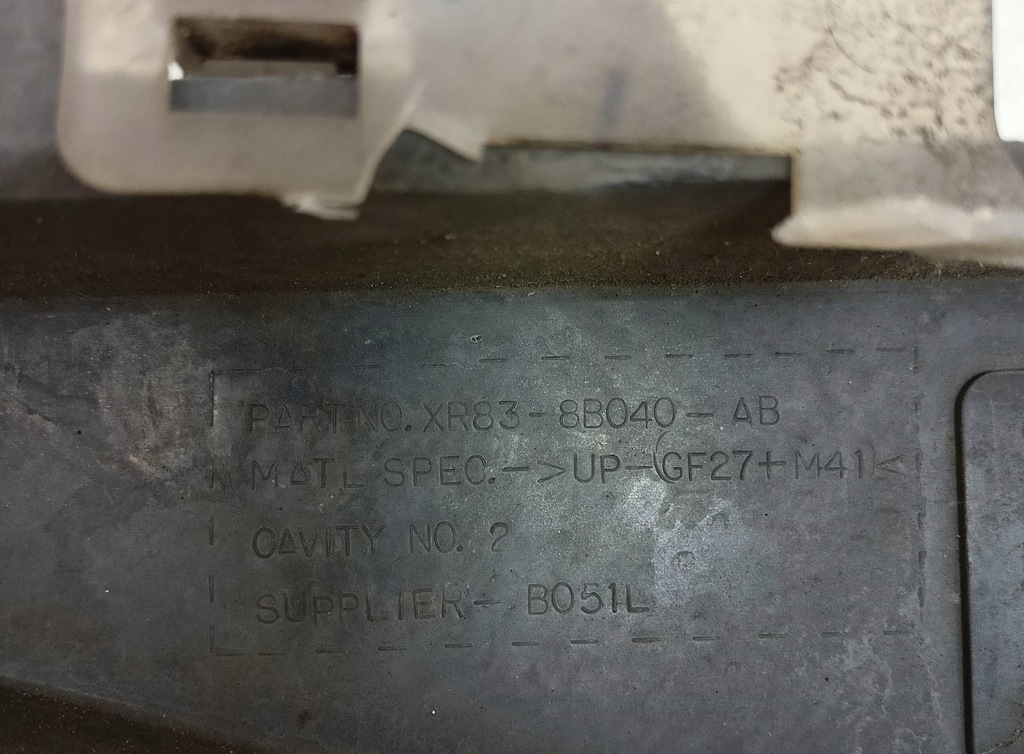 PART NO. XR83-8B040-AB
MATL SPEC.->UP-(GF27+M41)<
CAVITY NO. 2
SUPPLIER- B051L